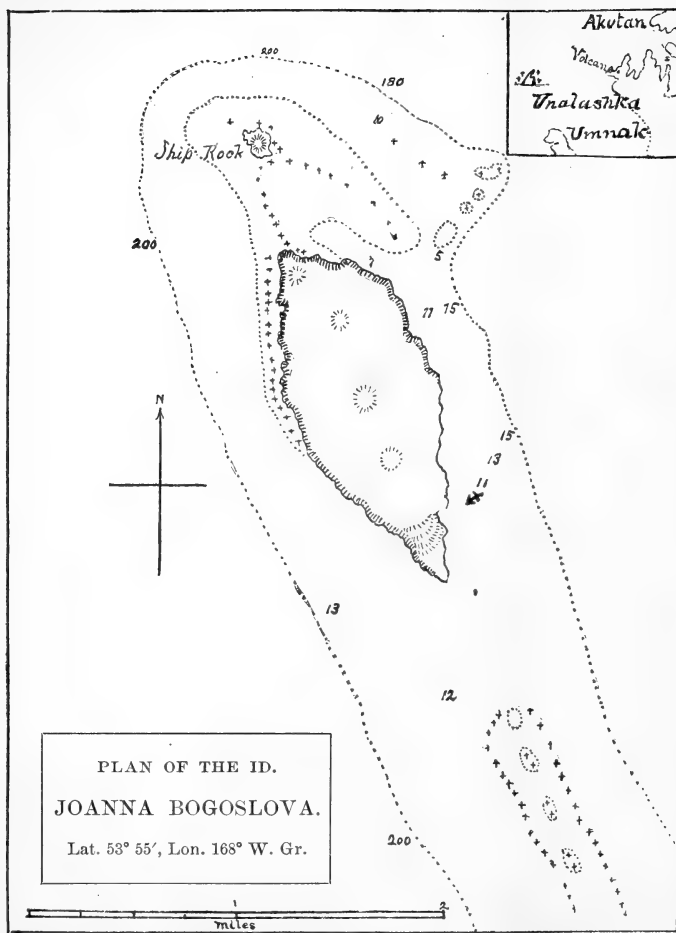 Akutan
Volcano
Unalashka
Umnak
200
180
10
Ship Rock
200
5
7
11 15
15
13
11
N
13
12
200
PLAN OF THE ID.
JOANNA BOGOSLOVA.
Lat. 53° 55′, Lon. 168° W. Gr.
1
2
miles